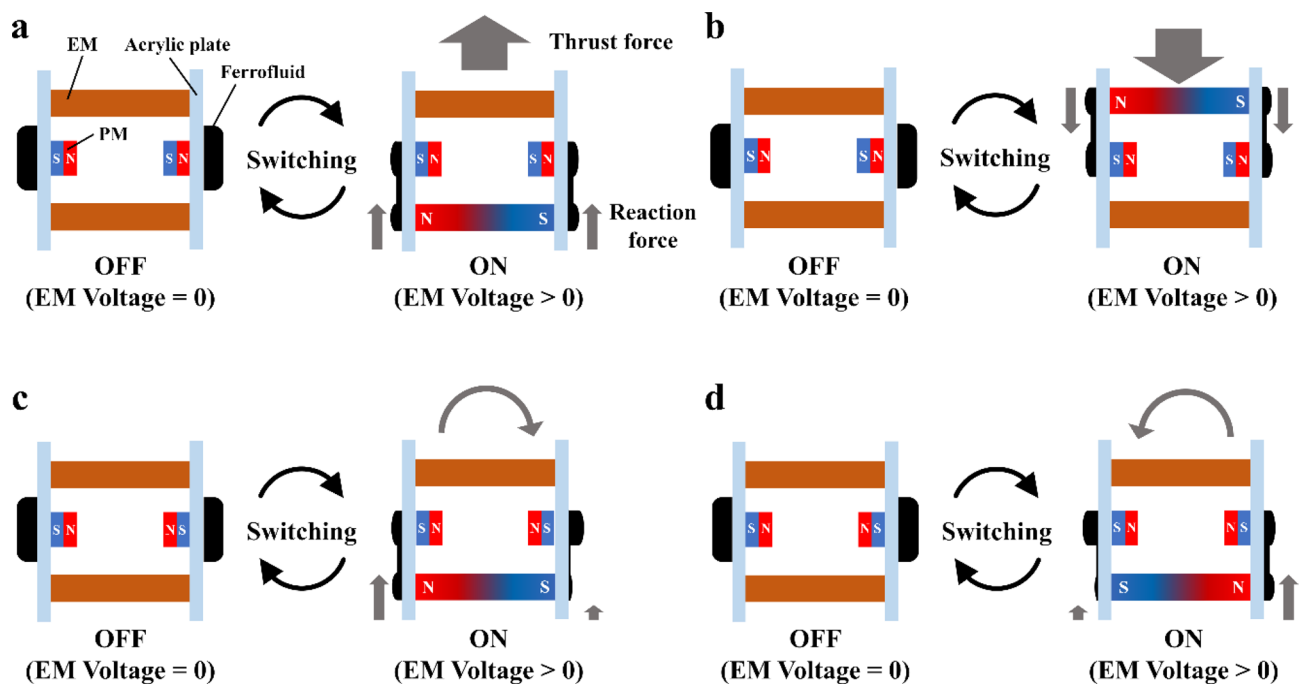 a
EM
Acrylic plate
Ferrofluid
PM
S N
S N
Switching
Thrust force
S N
S N
N S
Reaction
force
OFF
(EM Voltage = 0)
ON
(EM Voltage > 0)
b
S N
S N
Switching
N S
S N
S N
OFF
(EM Voltage = 0)
ON
(EM Voltage > 0)
c
S N
N S
Switching
S N
N S
N S
OFF
(EM Voltage = 0)
ON
(EM Voltage > 0)
d
S N
N S
Switching
S N
N S
S N
OFF
(EM Voltage = 0)
ON
(EM Voltage > 0)